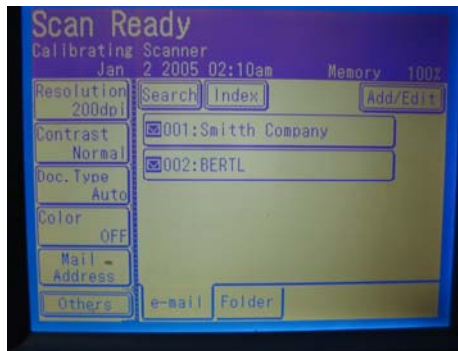 Scan Ready
Calibrating Scanner
Jan 2 2005 02:10am Memory 100%
Resolution
200dpi
Search Index Add/Edit
Contrast
Normal
001:Smitth Company
Doc.Type
Auto
002:BERTL
Color
OFF
Mail
Address
Others
e-mail Folder